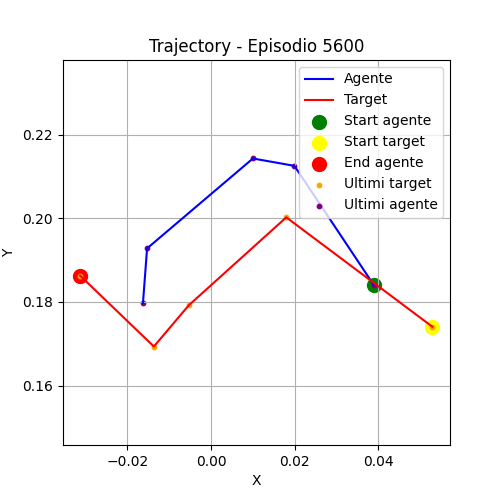 Trajectory - Episodio 5600
Agente
Target
Start agente
Start target
End agente
Ultimi target
Ultimi agente
0.22
0.20
0.18
0.16
Y
−0.02
0.00
0.02
0.04
X